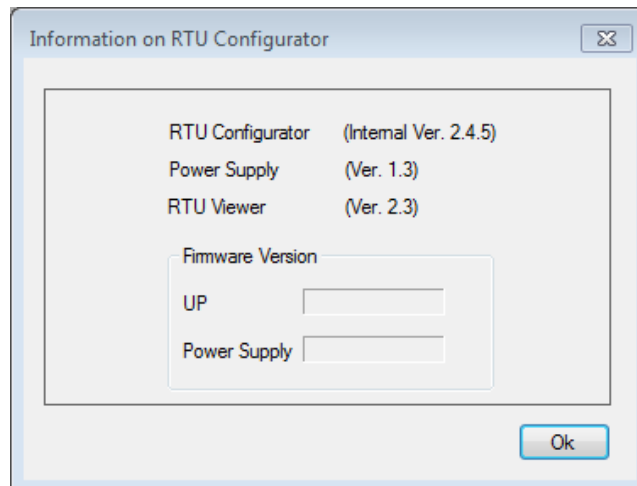 Information on RTU Configurator
RTU Configurator (Internal Ver. 2.4.5)
Power Supply (Ver. 1.3)
RTU Viewer (Ver. 2.3)
Firmware Version
UP
Power Supply
Ok